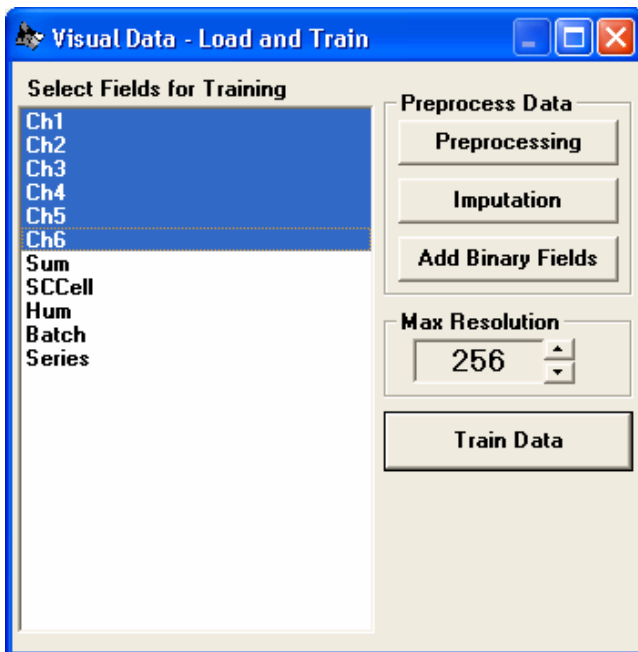 Visual Data - Load and Train
Select Fields for Training
Ch1
Ch2
Ch3
Ch4
Ch5
Ch6
Sum
SCCell
Hum
Batch
Series
Preprocess Data
Preprocessing
Imputation
Add Binary Fields
Max Resolution
256
Train Data